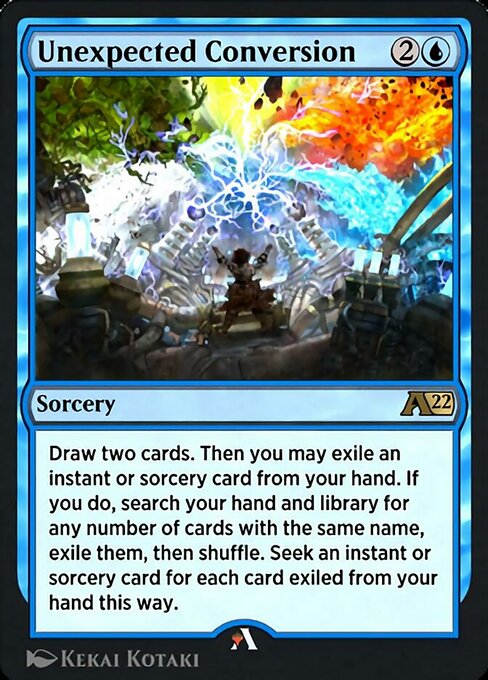 Unexpected Conversion 2
Sorcery A22
Draw two cards. Then you may exile an
instant or sorcery card from your hand. If
you do, search your hand and library for
any number of cards with the same name,
exile them, then shuffle. Seek an instant or
sorcery card for each card exiled from your
hand this way.
KEKAI KOTAKI